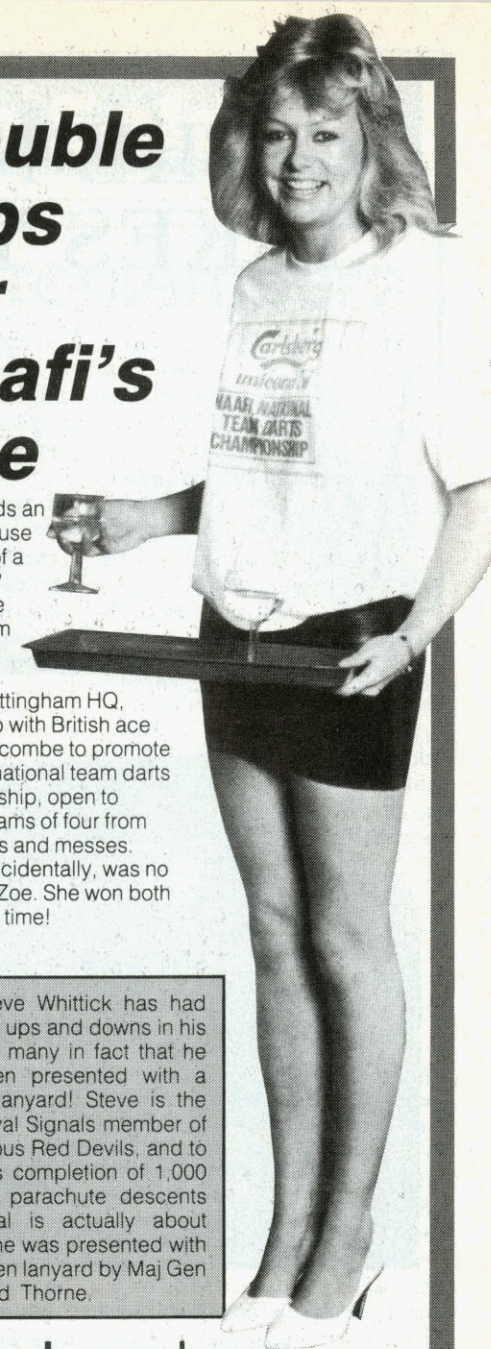 ouble
ps
r
afi's
e
ds an
use
of a
e
m
ttingham HQ,
o with British ace
combe to promote
national team darts
ship, open to
ams of four from
s and messes.
cidentally, was no
Zoe. She won both
time!
Carlsberg
unicorn
NAAFI NATIONAL
TEAM DARTS
CHAMPIONSHIP
eve Whittick has had
ups and downs in his
many in fact that he
en presented with a
anyard! Steve is the
yal Signals member of
ous Red Devils, and to
s completion of 1,000
parachute descents
al is actually about
he was presented with
en lanyard by Maj Gen
d Thorne.